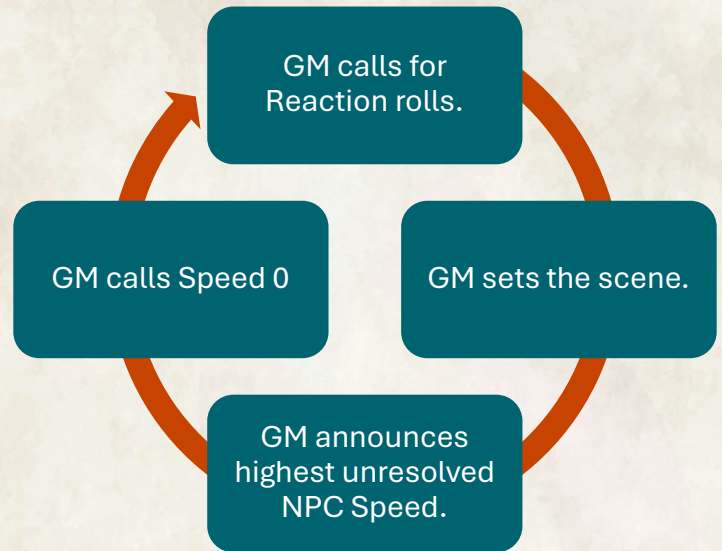 GM calls for
Reaction rolls.
GM sets the scene.
GM announces
highest unresolved
NPC Speed.
GM calls Speed 0